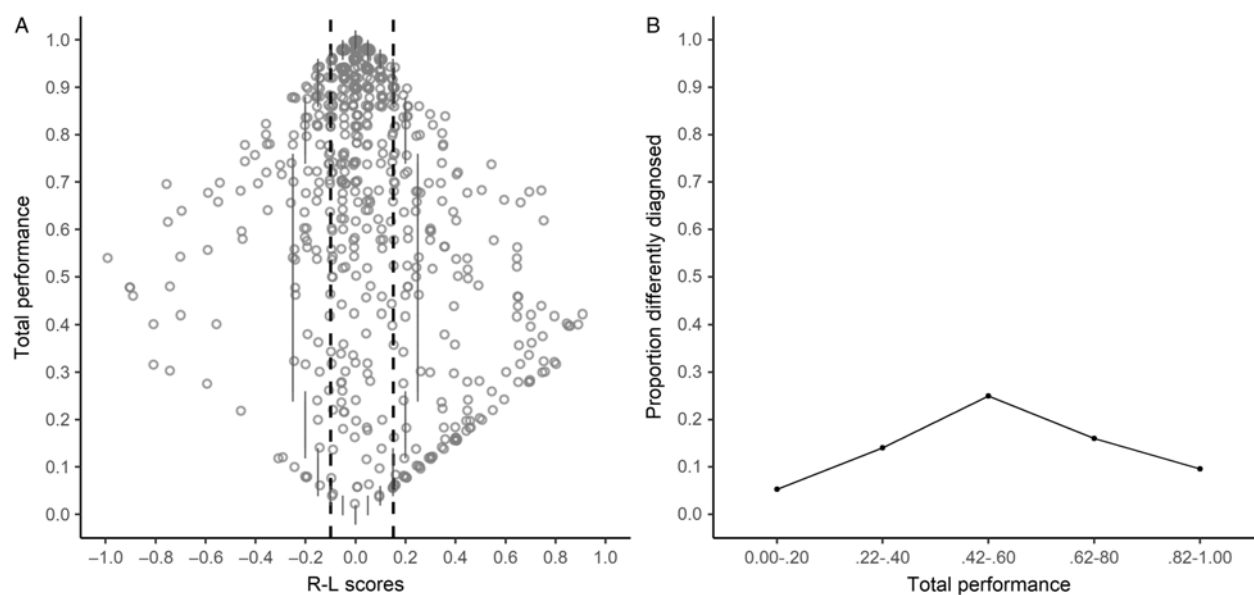 A
Total performance
1.0
0.9
0.8
0.7
0.6
0.5
0.4
0.3
0.2
0.1
0.0
−1.0 −0.8 −0.6 −0.4 −0.2 0.0 0.2 0.4 0.6 0.8 1.0
R-L scores
B
Proportion differently diagnosed
1.0
0.9
0.8
0.7
0.6
0.5
0.4
0.3
0.2
0.1
0.0
0.00-.20 .22-.40 .42-.60 .62-80 .82-1.00
Total performance